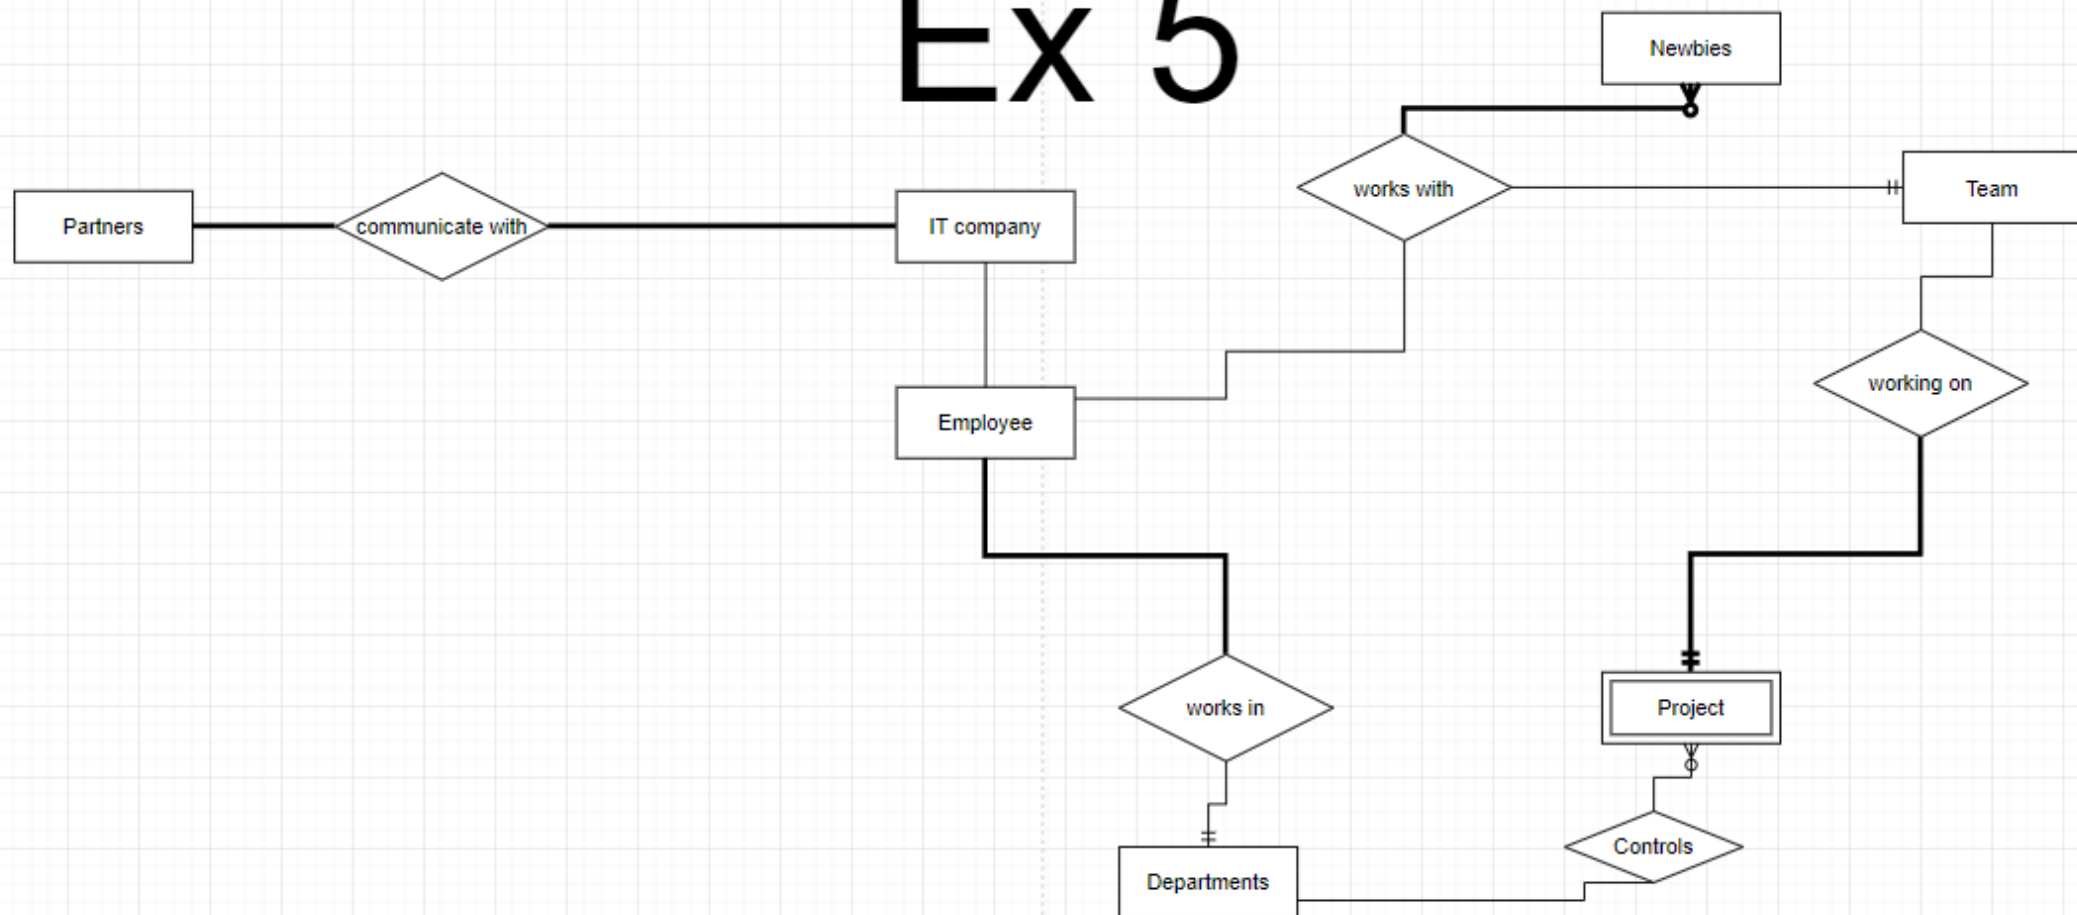 Ex 5
Newbies
works with
Team
Partners
communicate with
IT company
working on
Employee
works in
Project
Controls
Departments